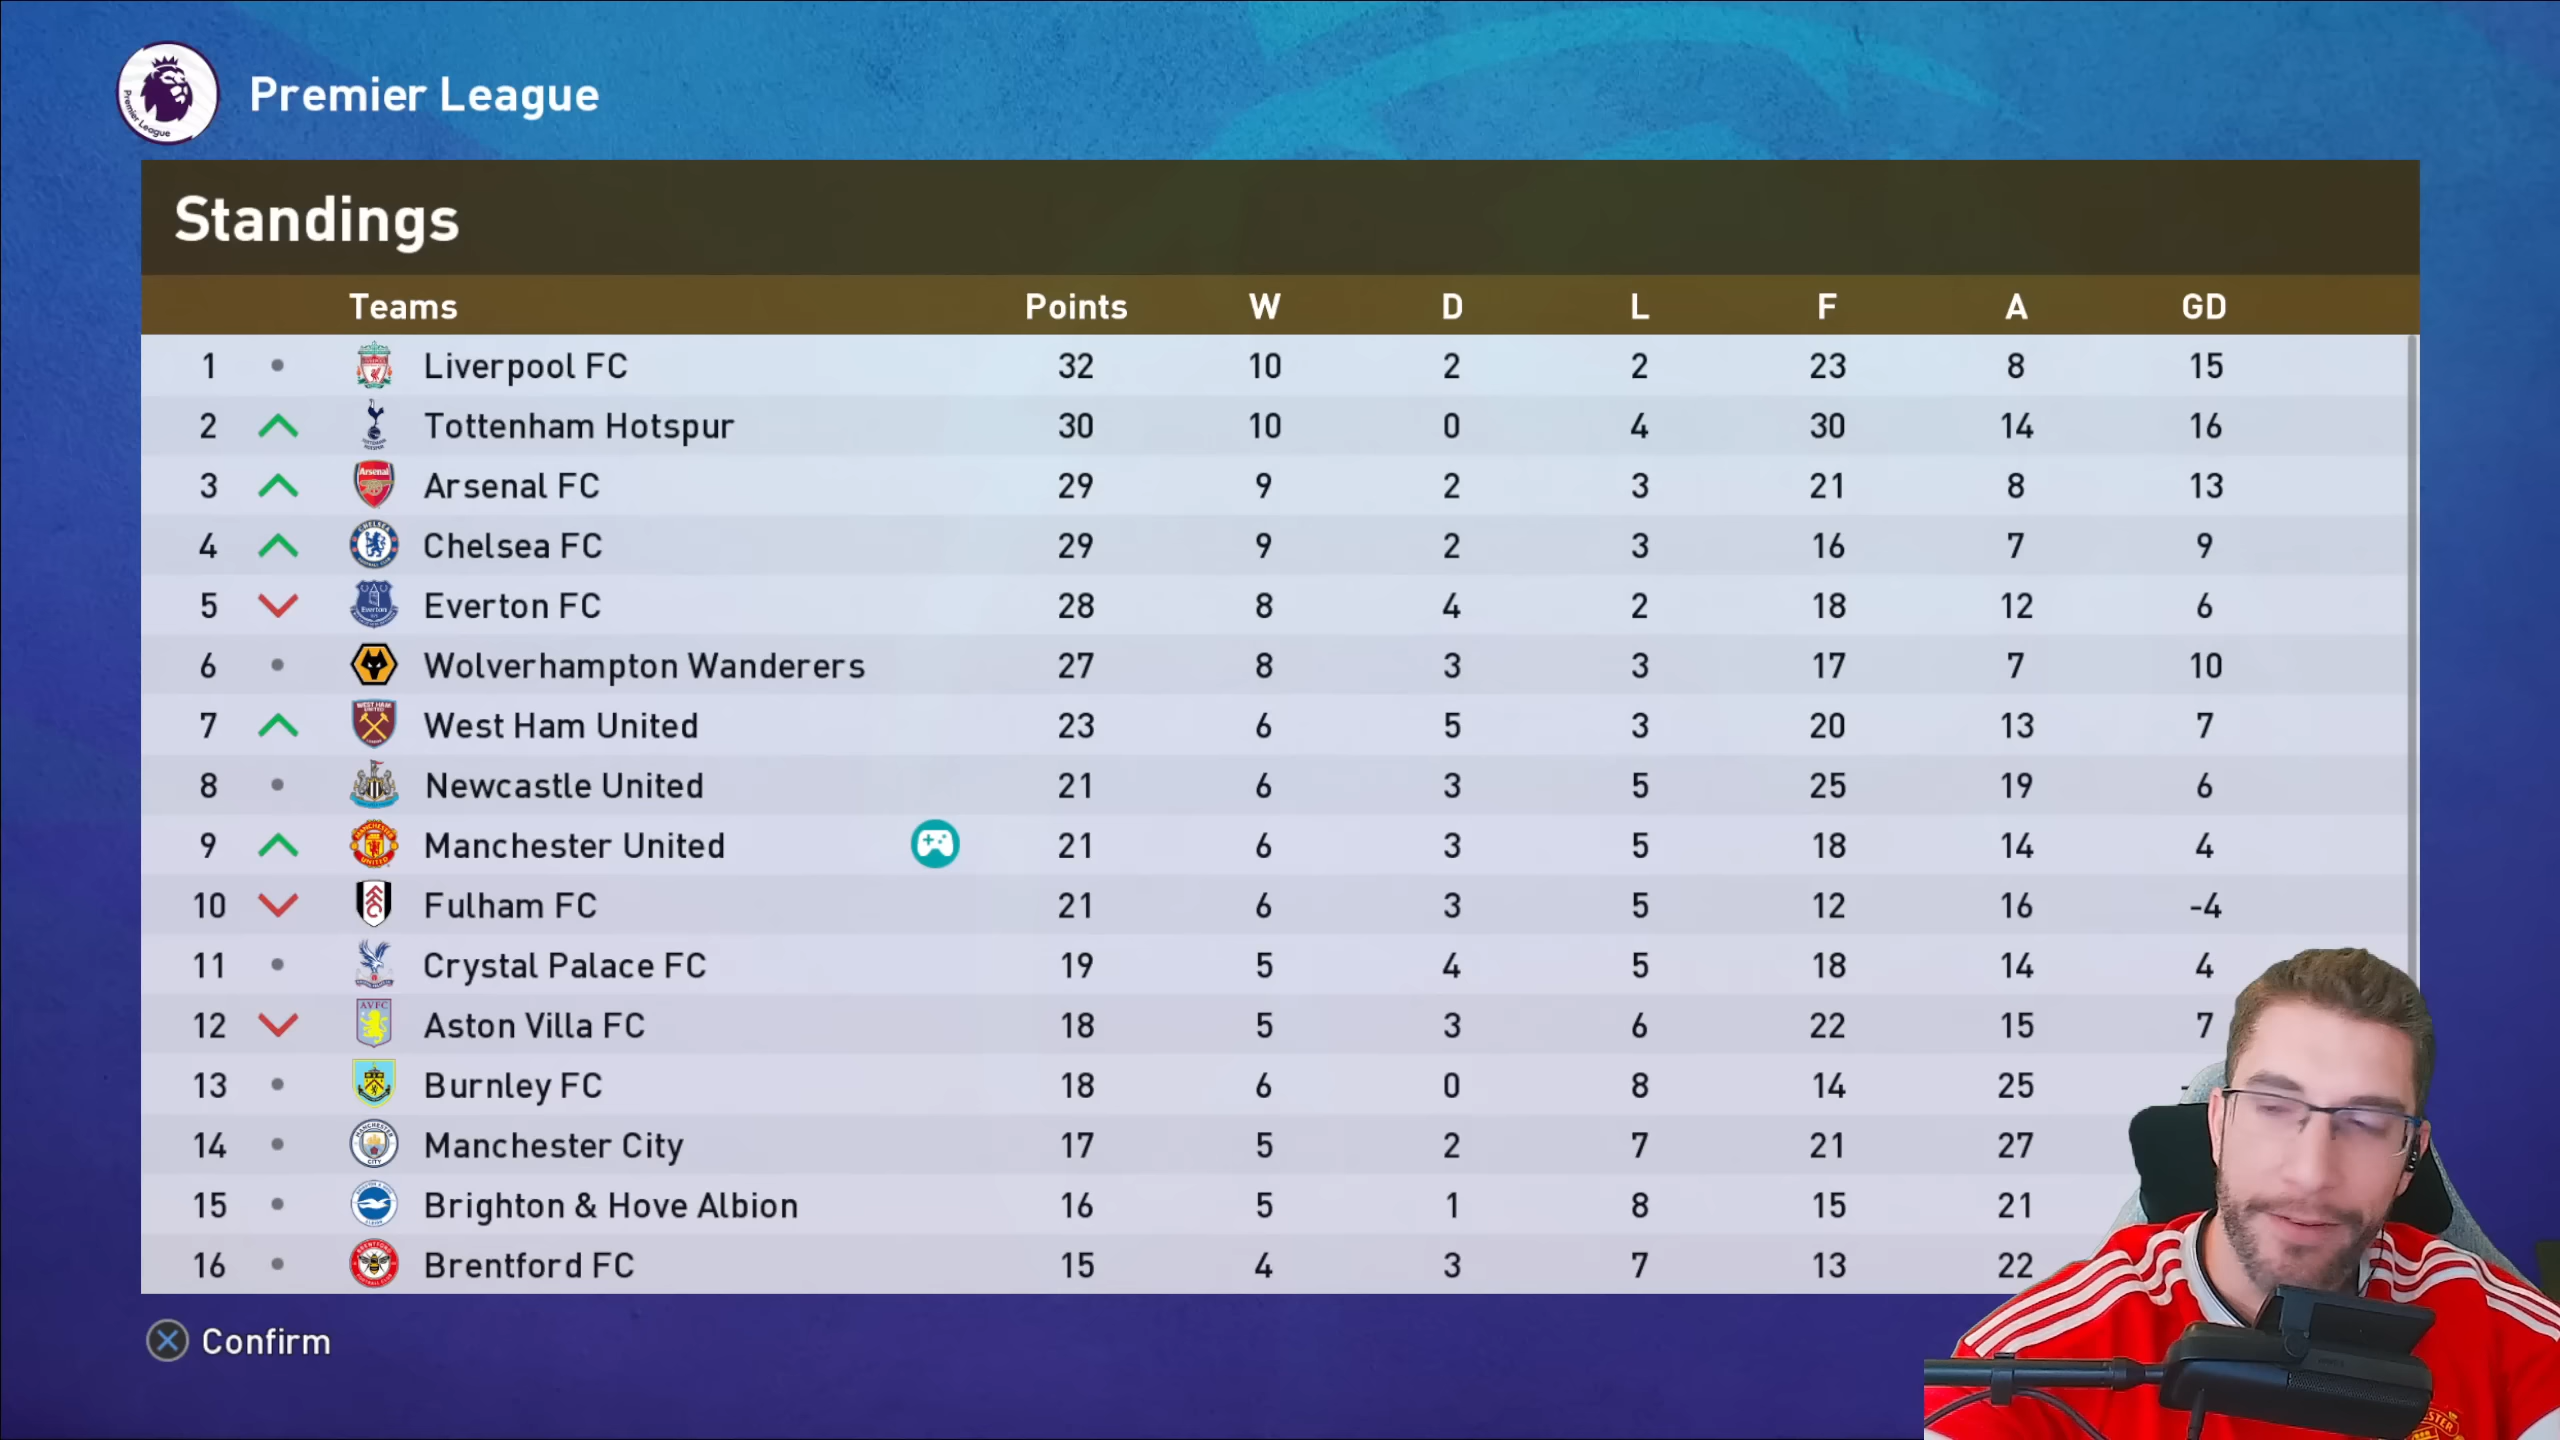 Premier League
Premier League
Standings
Teams Points W D L F A GD
1 Liverpool FC 32 10 2 2 23 8 15
2 Tottenham Hotspur 30 10 0 4 30 14 16
3 Arsenal FC 29 9 2 3 21 8 13
4 Chelsea FC 29 9 2 3 16 7 9
5 Everton FC 28 8 4 2 18 12 6
6 Wolverhampton Wanderers 27 8 3 3 17 7 10
7 West Ham United 23 6 5 3 20 13 7
8 Newcastle United 21 6 3 5 25 19 6
9 Manchester United 21 6 3 5 18 14 4
10 Fulham FC 21 6 3 5 12 16 -4
11 Crystal Palace FC 19 5 4 5 18 14 4
12 Aston Villa FC 18 5 3 6 22 15 7
13 Burnley FC 18 6 0 8 14 25
14 Manchester City 17 5 2 7 21 27
15 Brighton & Hove Albion 16 5 1 8 15 21
16 Brentford FC 15 4 3 7 13 22
Confirm